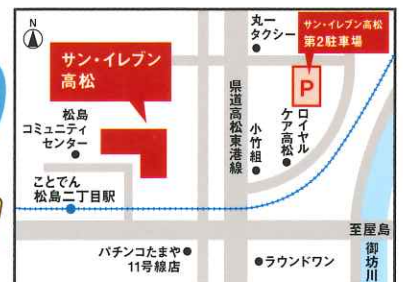 N
丸一
タクシー
サン・イレブン高松
第2駐車場
サン・イレブン
高松
P
県道高松東港線
ロイヤル
ケア高松
小竹組
松島
コミュニティ
センター
ことでん
松島二丁目駅
至屋島
御坊川
パチンコたまや
11号線店
ラウンドワン